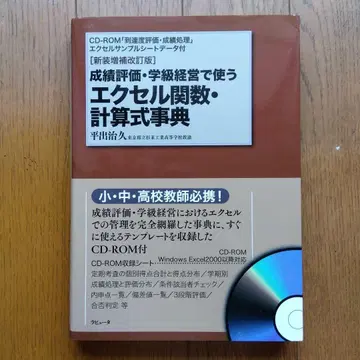 CD-ROM「到達度評価・成績処理」
エクセルサンプルシートデータ付
[新装増補改訂版]
成績評価・学級経営で使う
エクセル関数・
計算式事典
平出治久
小・中・高校教師必携！
成績評価・学級経営におけるエクセル
での管理を完全網羅した事典に、すぐ
に使えるテンプレートを収録した
CD-ROM付
CD-ROM
Windows Excel2000以降対応
CD-ROM収録シート
定期考査の個別得点合計と得点分布／学期別
成績処理と評価分布／条件該当者チェック／
内申点一覧／偏差値一覧／3段階評価／
合否判定 等
ラピュータ